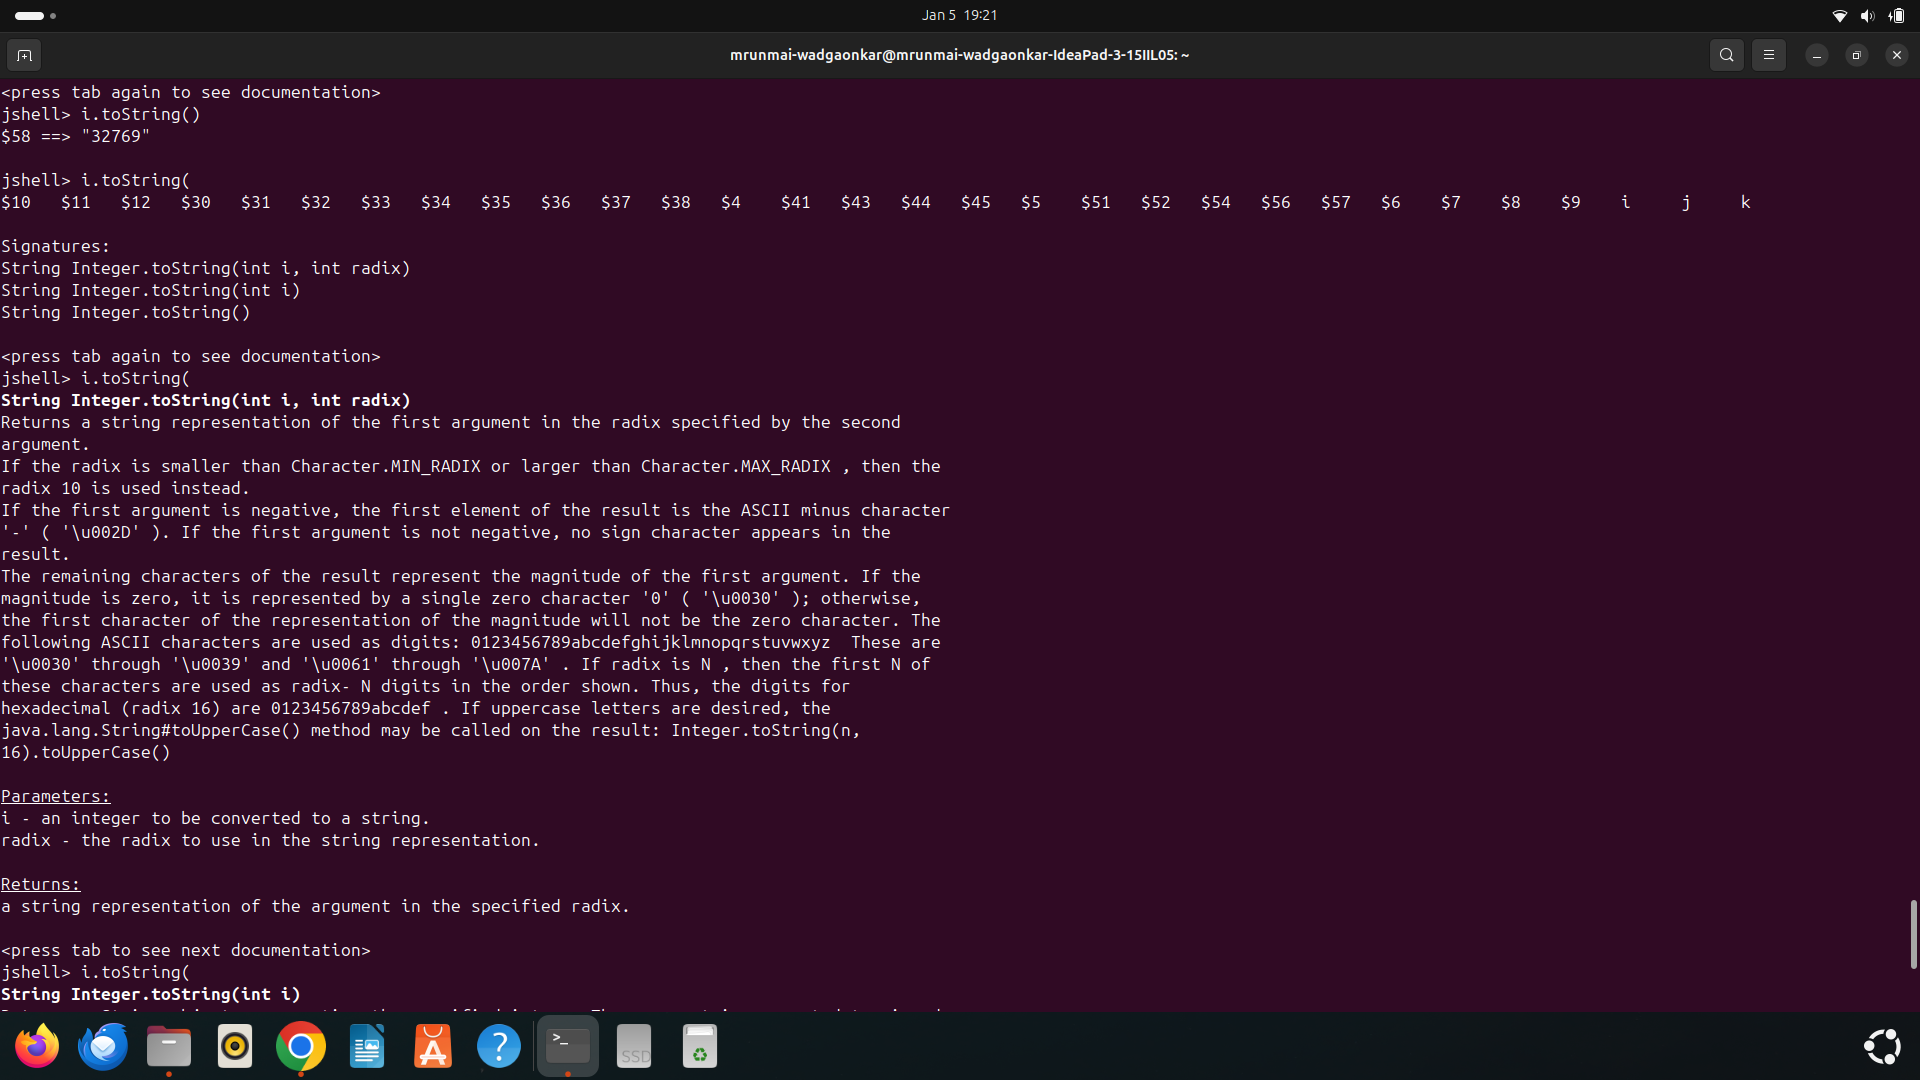 Jan 5 19:21
mrunmai-wadgaonkar@mrunmai-wadgaonkar-IdeaPad-3-15IIL05: ~
<press tab again to see documentation>
jshell> i.toString()
$58 ==> "32769"
jshell> i.toString(
$10 $11 $12 $30 $31 $32 $33 $34 $35 $36 $37 $38 $4 $41 $43 $44 $45 $5 $51 $52 $54 $56 $57 $6 $7 $8 $9 i j k
Signatures:
String Integer.toString(int i, int radix)
String Integer.toString(int i)
String Integer.toString()
<press tab again to see documentation>
jshell> i.toString(
String Integer.toString(int i, int radix)
Returns a string representation of the first argument in the radix specified by the second
argument.
If the radix is smaller than Character.MIN_RADIX or larger than Character.MAX_RADIX , then the
radix 10 is used instead.
If the first argument is negative, the first element of the result is the ASCII minus character
'-' ( '\u002D' ). If the first argument is not negative, no sign character appears in the
result.
The remaining characters of the result represent the magnitude of the first argument. If the
magnitude is zero, it is represented by a single zero character '0' ( '\u0030' ); otherwise,
the first character of the representation of the magnitude will not be the zero character. The
following ASCII characters are used as digits: 0123456789abcdefghijklmnopqrstuvwxyz These are
'\u0030' through '\u0039' and '\u0061' through '\u007A' . If radix is N , then the first N of
these characters are used as radix- N digits in the order shown. Thus, the digits for
hexadecimal (radix 16) are 0123456789abcdef . If uppercase letters are desired, the
java.lang.String#toUpperCase() method may be called on the result: Integer.toString(n,
16).toUpperCase()
Parameters:
i - an integer to be converted to a string.
radix - the radix to use in the string representation.
Returns:
a string representation of the argument in the specified radix.
<press tab to see next documentation>
jshell> i.toString(
String Integer.toString(int i)
>_
SSD